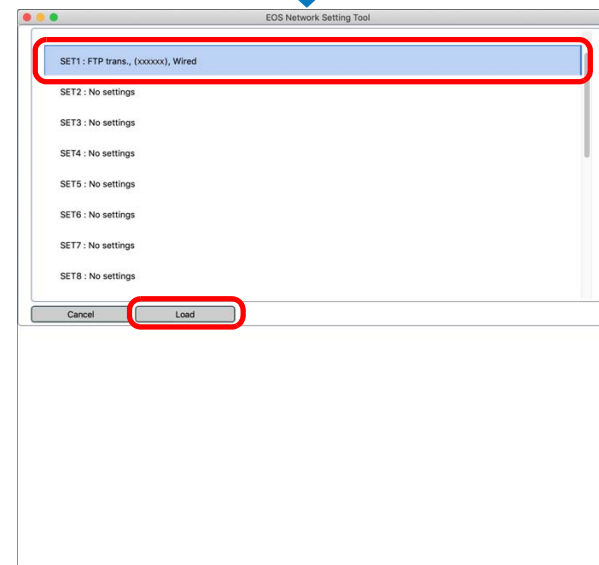 EOS Network Setting Tool
SET1 : FTP trans., (xxxxxx), Wired
SET2 : No settings
SET3 : No settings
SET4 : No settings
SET5 : No settings
SET6 : No settings
SET7 : No settings
SET8 : No settings
Cancel Load